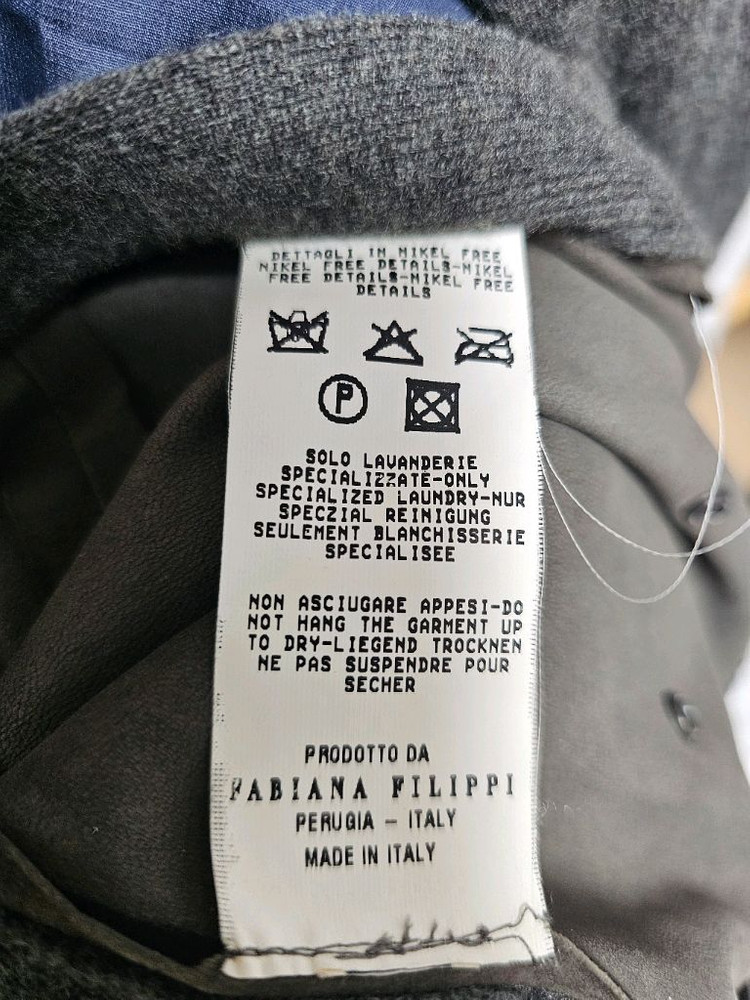 DETTAGLI IN NIKEL FREE
NIKEL FREE DETAILS-NIKEL
FREE DETAILS-NIKEL FREE
DETAILS
P
SOLO LAVANDERIE
SPECIALIZZATE-ONLY
SPECIALIZED LAUNDRY-NUR
SPECZIAL REINIGUNG
SEULEMENT BLANCHISSERIE
SPECIALISEE
NON ASCIUGARE APPESI-DO
NOT HANG THE GARMENT UP
TO DRY-LIEGEND TROCKNEN
NE PAS SUSPENDRE POUR
SECHER
PRODOTTO DA
FABIANA FILIPPI
PERUGIA – ITALY
MADE IN ITALY